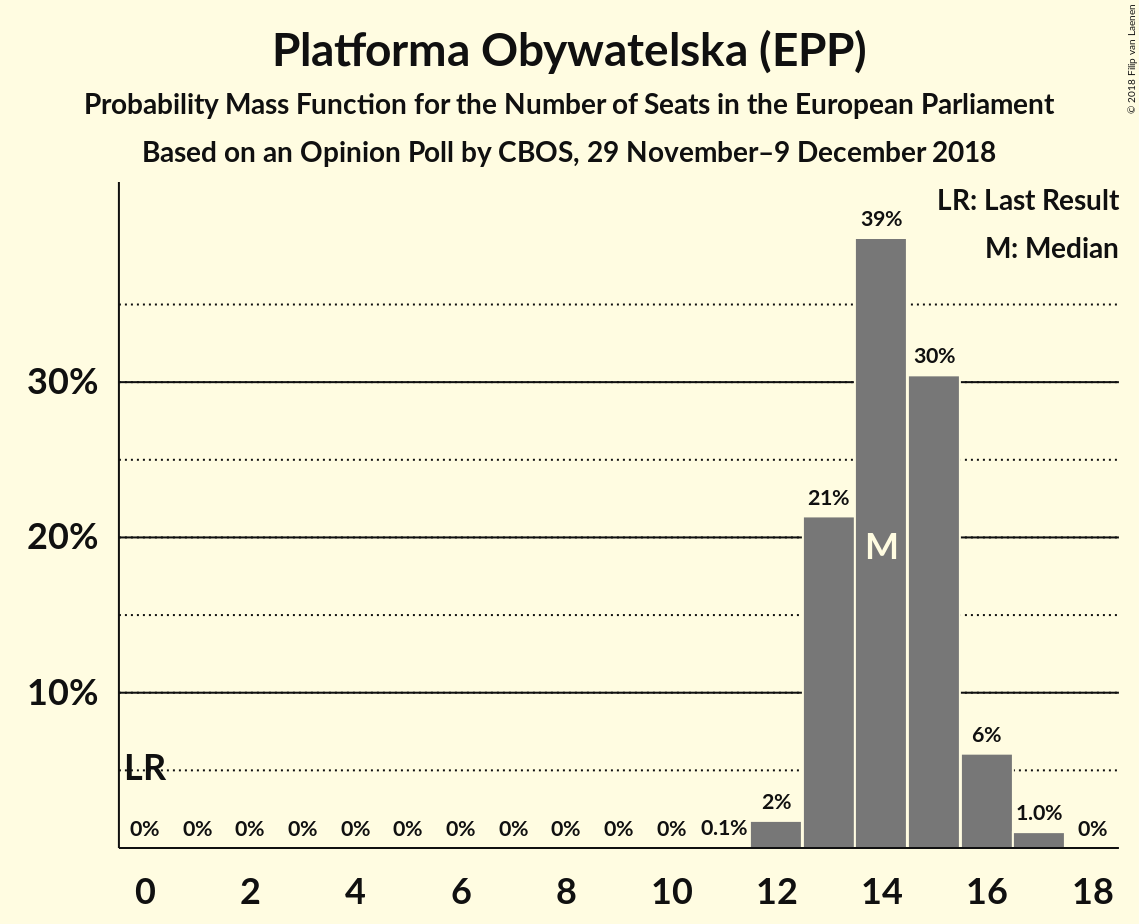 Platforma Obywatelska (EPP)
Probability Mass Function for the Number of Seats in the European Parliament
Based on an Opinion Poll by CBOS, 29 November–9 December 2018
© 2018 Filip van Laenen
LR: Last Result
M: Median
39%
30%
30%
21%
20%
M
10%
LR
6%
2%
1.0%
0% 0% 0% 0% 0% 0% 0% 0% 0% 0% 0% 0.1% 0%
0 2 4 6 8 10 12 14 16 18